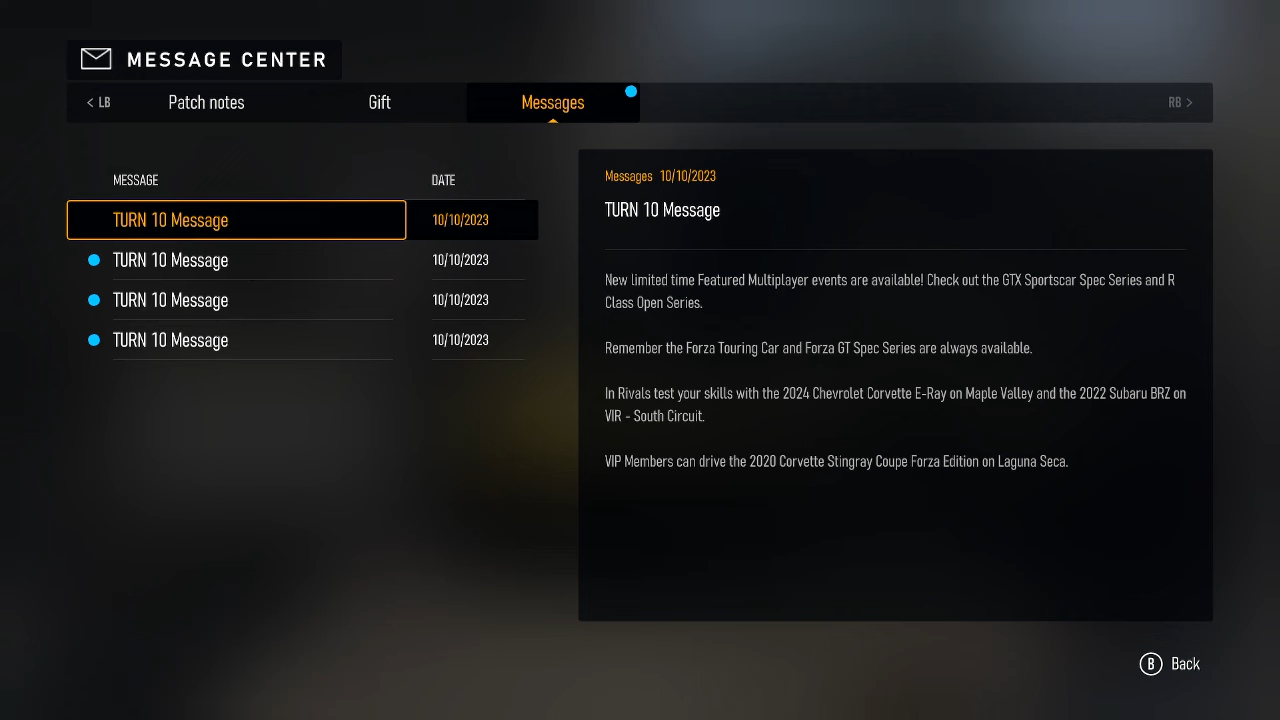 MESSAGE CENTER
< LB Patch notes Gift Messages RB >
MESSAGE DATE
TURN 10 Message 10/10/2023
TURN 10 Message 10/10/2023
TURN 10 Message 10/10/2023
TURN 10 Message 10/10/2023
Messages 10/10/2023
TURN 10 Message
New limited time Featured Multiplayer events are available! Check out the GTX Sportscar Spec Series and R
Class Open Series.
Remember the Forza Touring Car and Forza GT Spec Series are always available.
In Rivals test your skills with the 2024 Chevrolet Corvette E-Ray on Maple Valley and the 2022 Subaru BRZ on
VIR - South Circuit.
VIP Members can drive the 2020 Corvette Stingray Coupe Forza Edition on Laguna Seca.
B Back